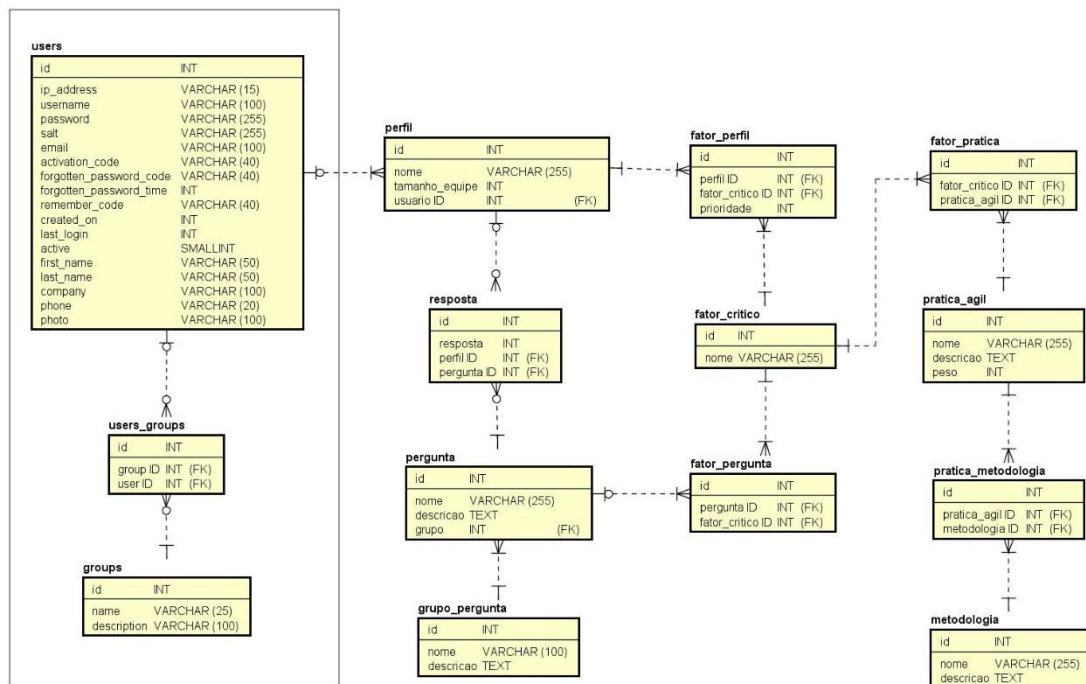 users
id INT
ip_address VARCHAR (15)
username VARCHAR (100)
password VARCHAR (255)
salt VARCHAR (255)
email VARCHAR (100)
activation_code VARCHAR (40)
forgotten_password_code VARCHAR (40)
forgotten_password_time INT
remember_code VARCHAR (40)
created_on INT
last_login INT
active SMALLINT
first_name VARCHAR (50)
last_name VARCHAR (50)
company VARCHAR (100)
phone VARCHAR (20)
photo VARCHAR (100)
users_groups
id INT
group ID INT (FK)
user ID INT (FK)
groups
id INT
name VARCHAR (25)
description VARCHAR (100)
perfil
id INT
nome VARCHAR (255)
tamanho_equipe INT
usuario ID INT (FK)
resposta
id INT
resposta INT
perfil ID INT (FK)
pergunta ID INT (FK)
pergunta
id INT
nome VARCHAR (255)
descricao TEXT
grupo INT (FK)
grupo_pergunta
id INT
nome VARCHAR (100)
descricao TEXT
fator_perfil
id INT
perfil ID INT (FK)
fator_critico ID INT (FK)
prioridade INT
fator_critico
id INT
nome VARCHAR (255)
fator_pergunta
id INT
pergunta ID INT (FK)
fator_critico ID INT (FK)
fator_pratica
id INT
fator_critico ID INT (FK)
pratica_agil ID INT (FK)
pratica_agil
id INT
nome VARCHAR (255)
descricao TEXT
peso INT
pratica_metodologia
id INT
pratica_agil ID INT (FK)
metodologia ID INT (FK)
metodologia
id INT
nome VARCHAR (255)
descricao TEXT